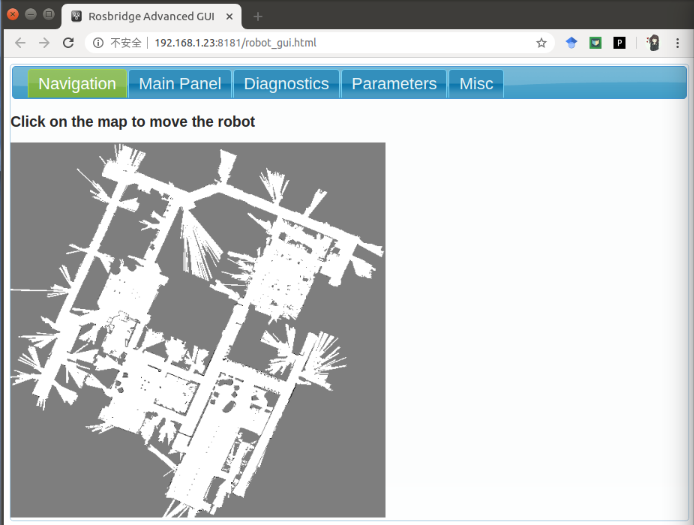 Rosbridge Advanced GUI
不安全 | 192.168.1.23:8181/robot_gui.html
P
Navigation Main Panel Diagnostics Parameters Misc
Click on the map to move the robot